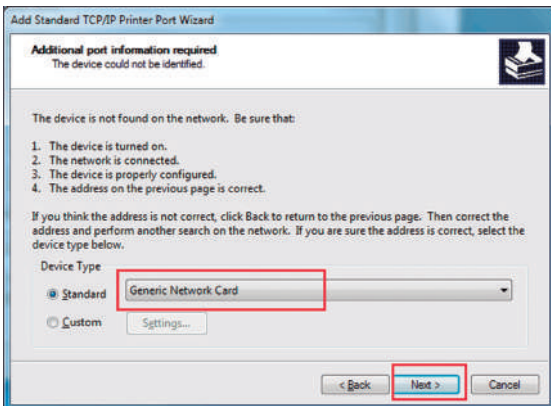 Add Standard TCP/IP Printer Port Wizard
Additional port information required
The device could not be identified.
The device is not found on the network. Be sure that:
1. The device is turned on.
2. The network is connected.
3. The device is properly configured.
4. The address on the previous page is correct.
If you think the address is not correct, click Back to return to the previous page. Then correct the
address and perform another search on the network. If you are sure the address is correct, select the
device type below.
Device Type
Standard Generic Network Card
Custom Settings...
< Back Next > Cancel